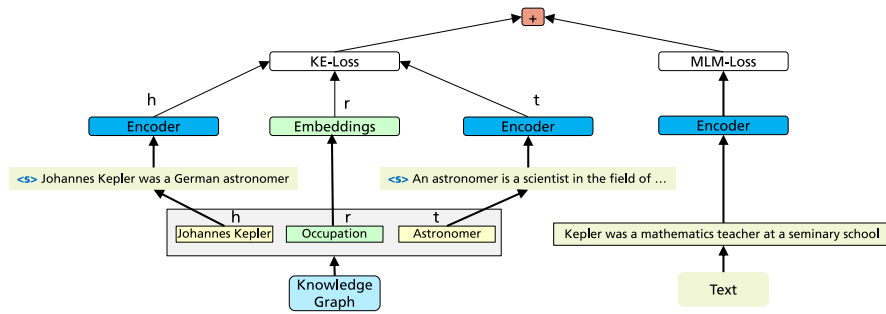 +
KE-Loss
MLM-Loss
h
r
t
Encoder
Embeddings
Encoder
Encoder
<s> Johannes Kepler was a German astronomer
<s> An astronomer is a scientist in the field of ...
h
r
t
Johannes Kepler
Occupation
Astronomer
Kepler was a mathematics teacher at a seminary school
Knowledge
Graph
Text